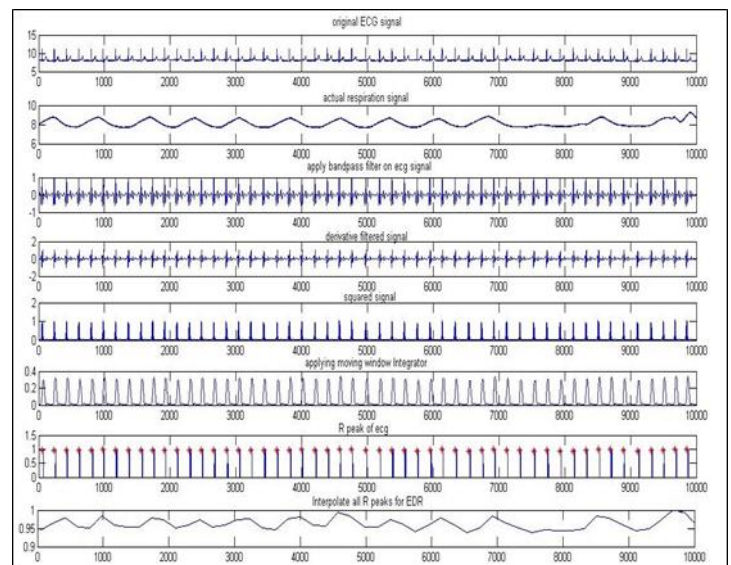 original ECG signal
15
10
5
0 1000 2000 3000 4000 5000 6000 7000 8000 9000 10000
actual respiration signal
10
8
6
0 1000 2000 3000 4000 5000 6000 7000 8000 9000 10000
apply bandpass filter on ecg signal
1
0
-1
0 1000 2000 3000 4000 5000 6000 7000 8000 9000 10000
derivative filtered signal
2
0
-2
0 1000 2000 3000 4000 5000 6000 7000 8000 9000 10000
squared signal
2
1
0
0 1000 2000 3000 4000 5000 6000 7000 8000 9000 10000
applying moving window Integrator
0.4
0.2
0
0 1000 2000 3000 4000 5000 6000 7000 8000 9000 10000
R peak of ecg
1.5
1
0.5
0
0 1000 2000 3000 4000 5000 6000 7000 8000 9000 10000
Interpolate all R peaks for EDR
1
0.95
0.9
0 1000 2000 3000 4000 5000 6000 7000 8000 9000 10000